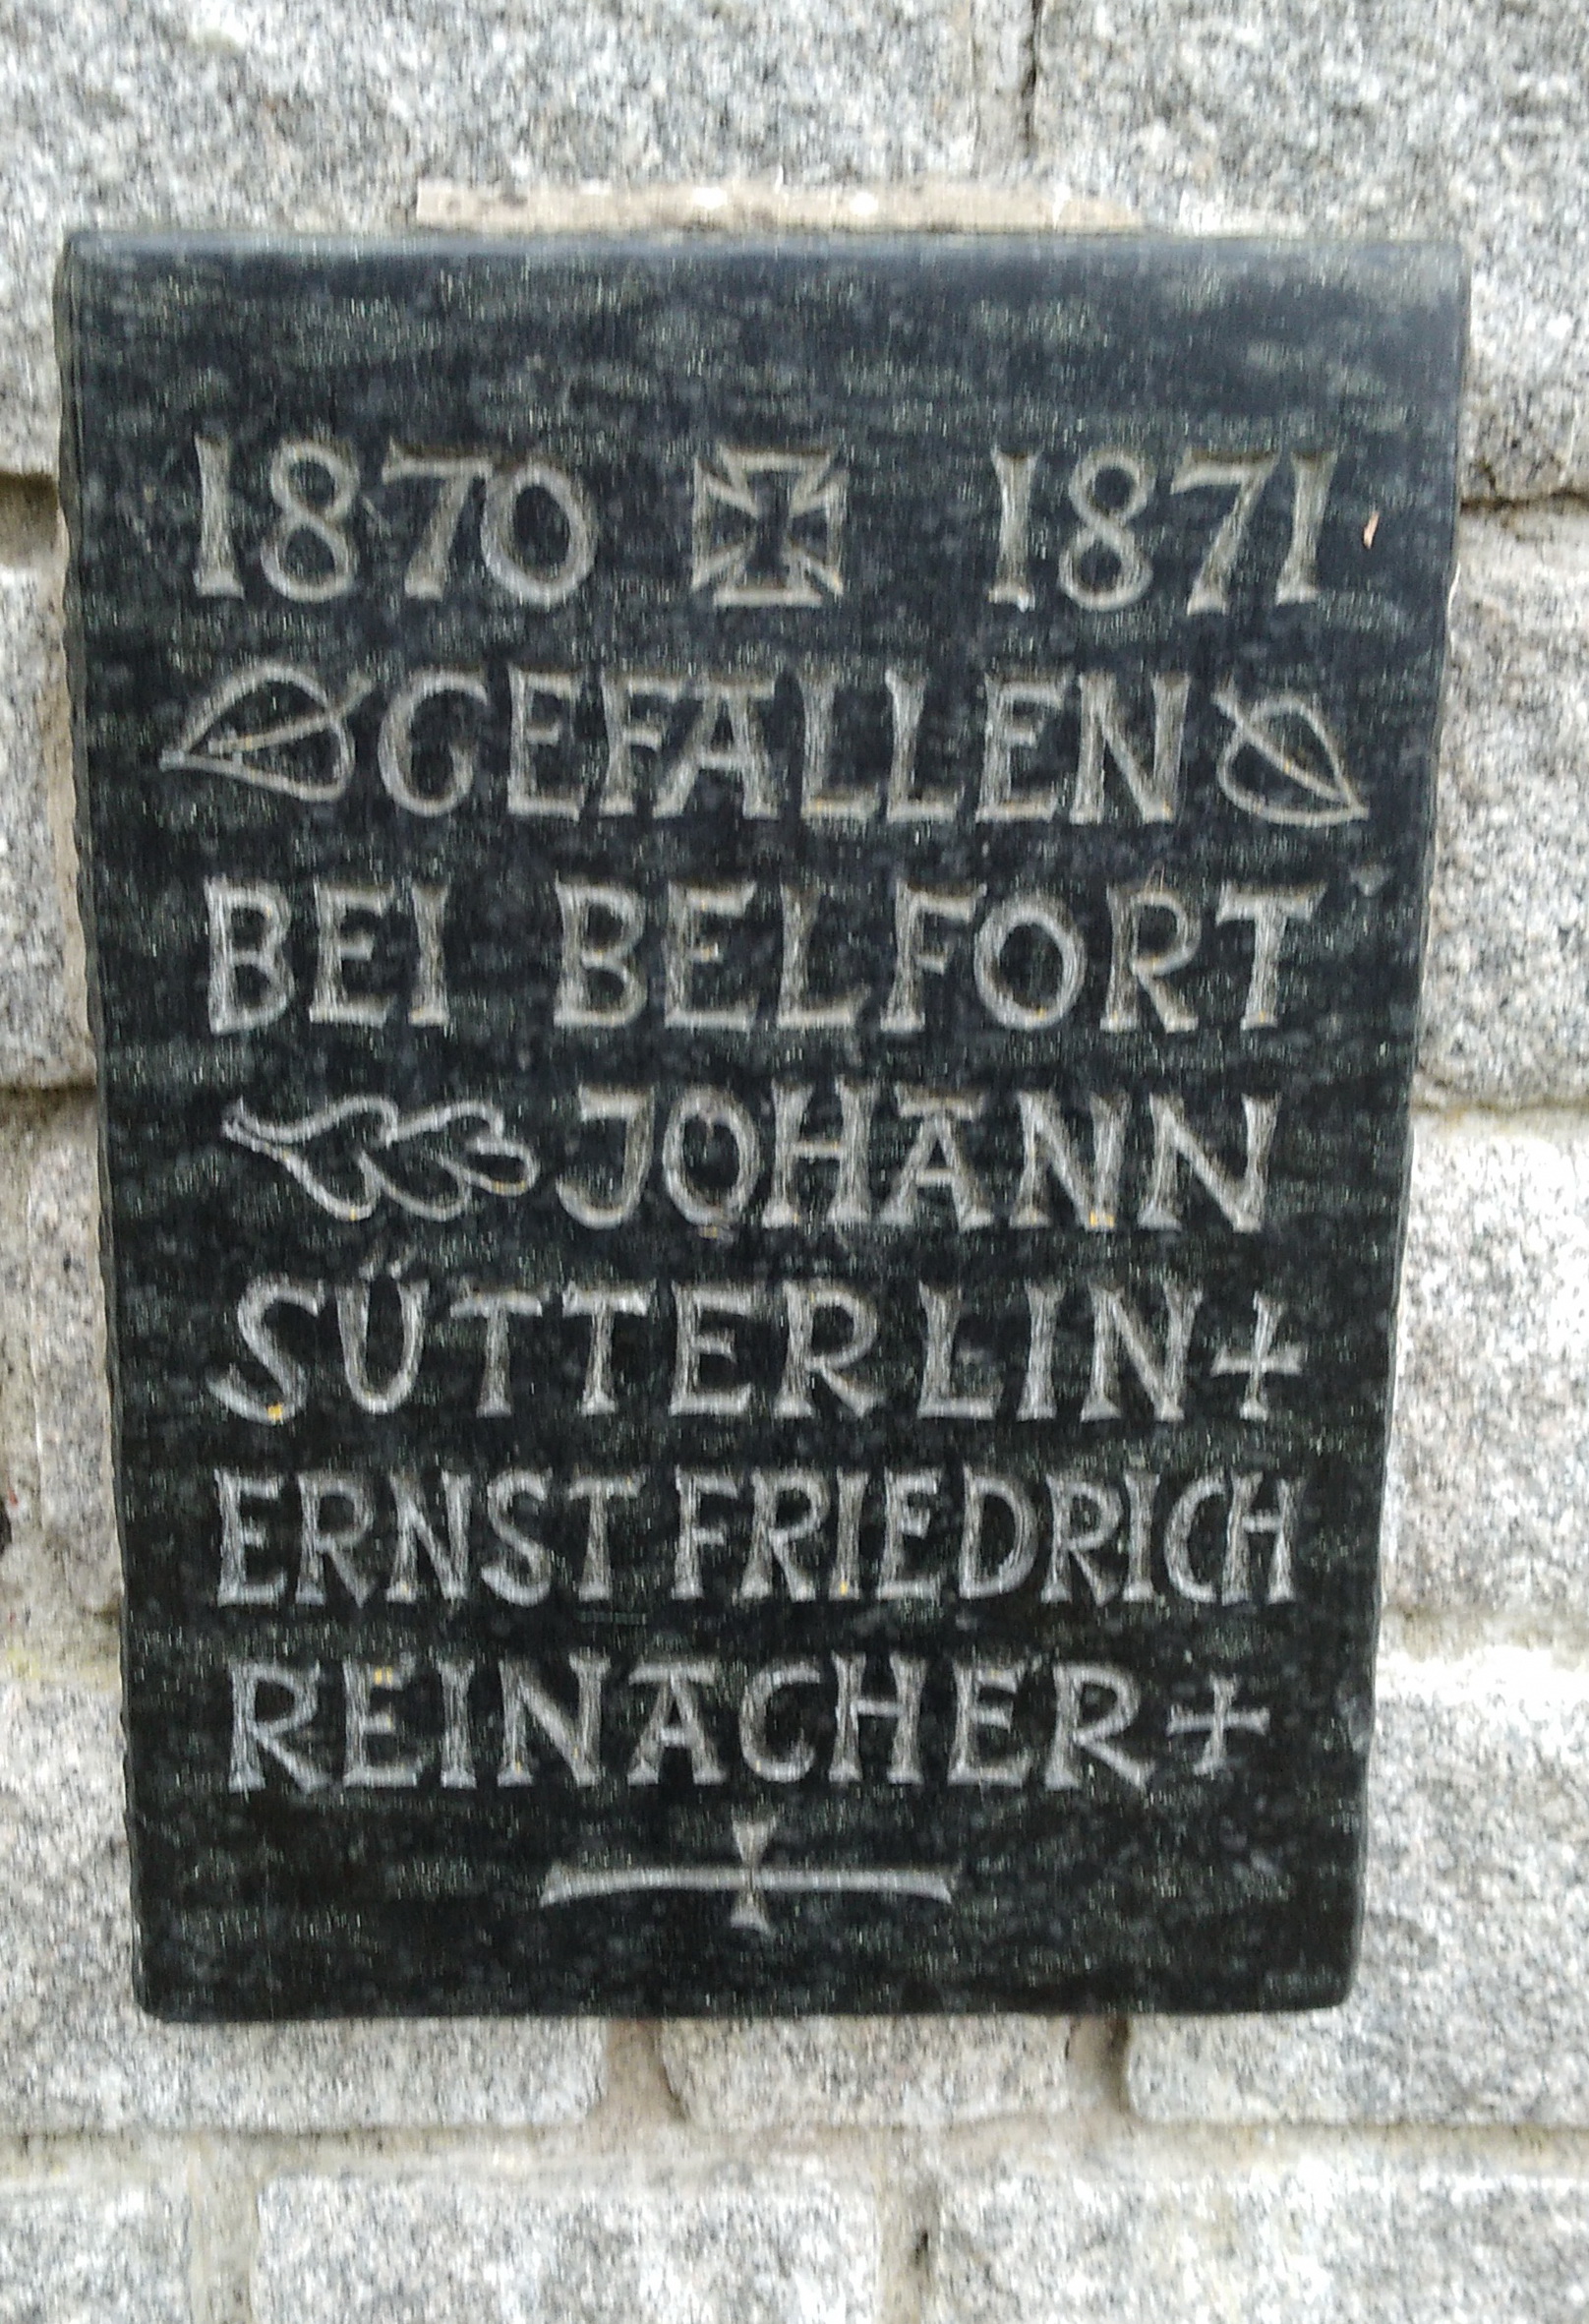 1870 ✠ 1871
GEFALLEN
BEI BELFORT
JOHANN
SÜTTERLIN +
ERNST FRIEDRICH
REINACHER +